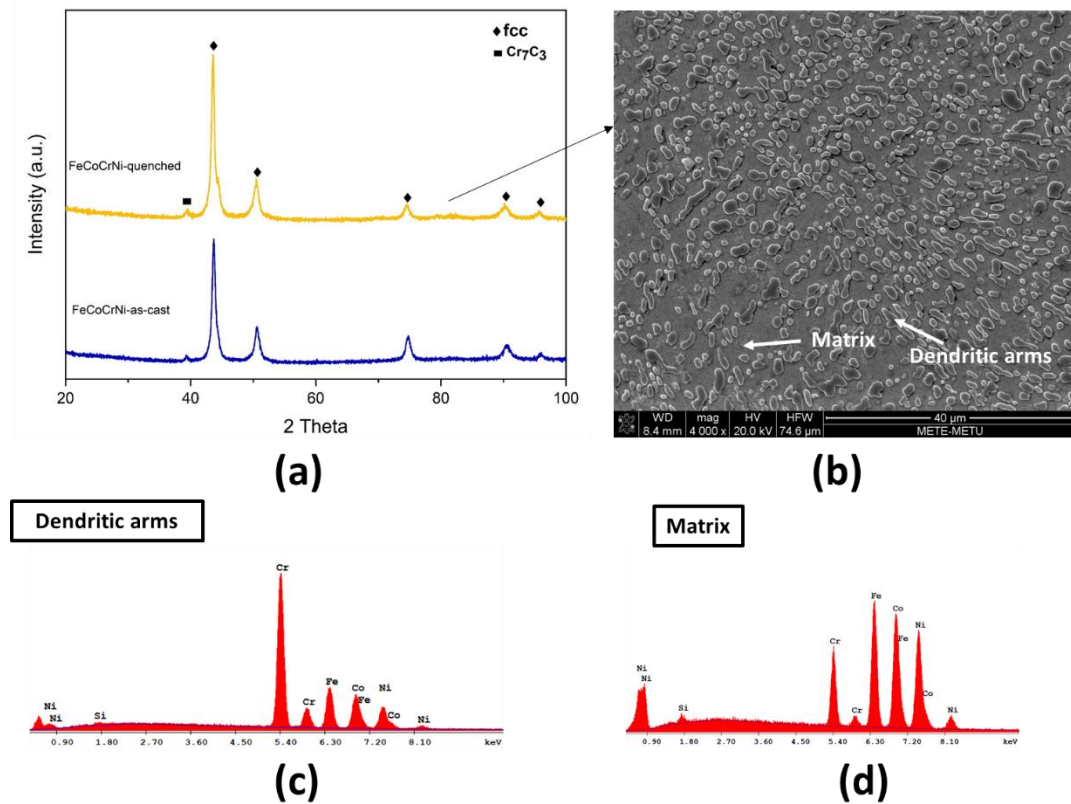 ◆ fcc
■ Cr₇C₃
FeCoCrNi-quenched
FeCoCrNi-as-cast
Intensity (a.u.)
20 40 60 80 100
2 Theta
(a)
Matrix
Dendritic arms
WD mag HV HFW 40 µm
8.4 mm 4 000 x 20.0 kV 74.6 µm METE-METU
(b)
Dendritic arms
Cr
Ni
Ni
Si
Cr
Fe
Co
Fe
Ni
Co
Ni
0.90 1.80 2.70 3.60 4.50 5.40 6.30 7.20 8.10 keV
(c)
Matrix
Ni
Ni
Si
Cr
Cr
Fe
Co
Fe
Ni
Co
Ni
0.90 1.80 2.70 3.60 4.50 5.40 6.30 7.20 8.10 keV
(d)